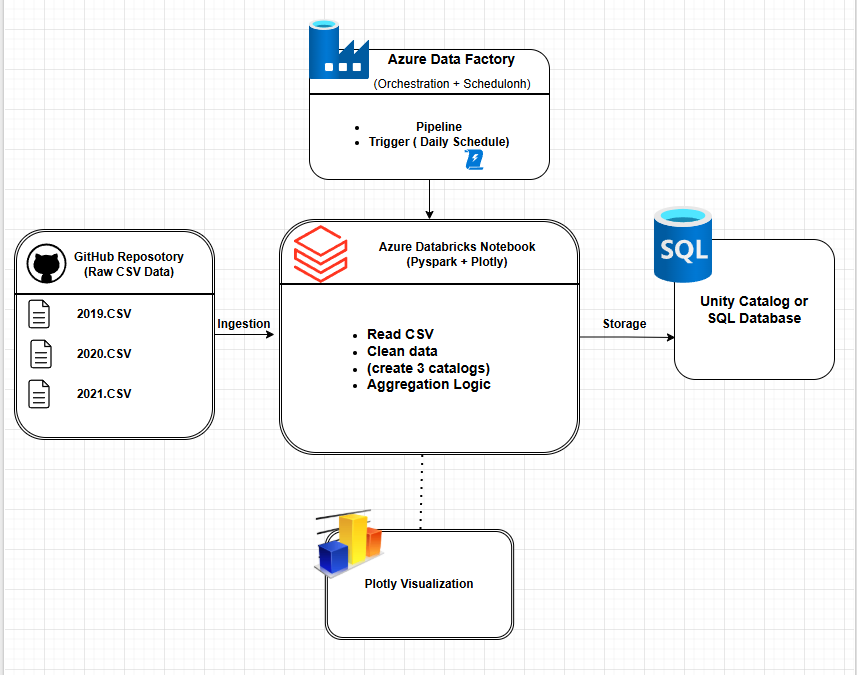 Azure Data Factory
(Orchestration + Schedulonh)
Pipeline
Trigger ( Daily Schedule)
GitHub Reposotory
(Raw CSV Data)
2019.CSV
2020.CSV
2021.CSV
Ingestion
Azure Databricks Notebook
(Pyspark + Plotly)
Read CSV
Clean data
(create 3 catalogs)
Aggregation Logic
Storage
SQL
Unity Catalog or
SQL Database
Plotly Visualization